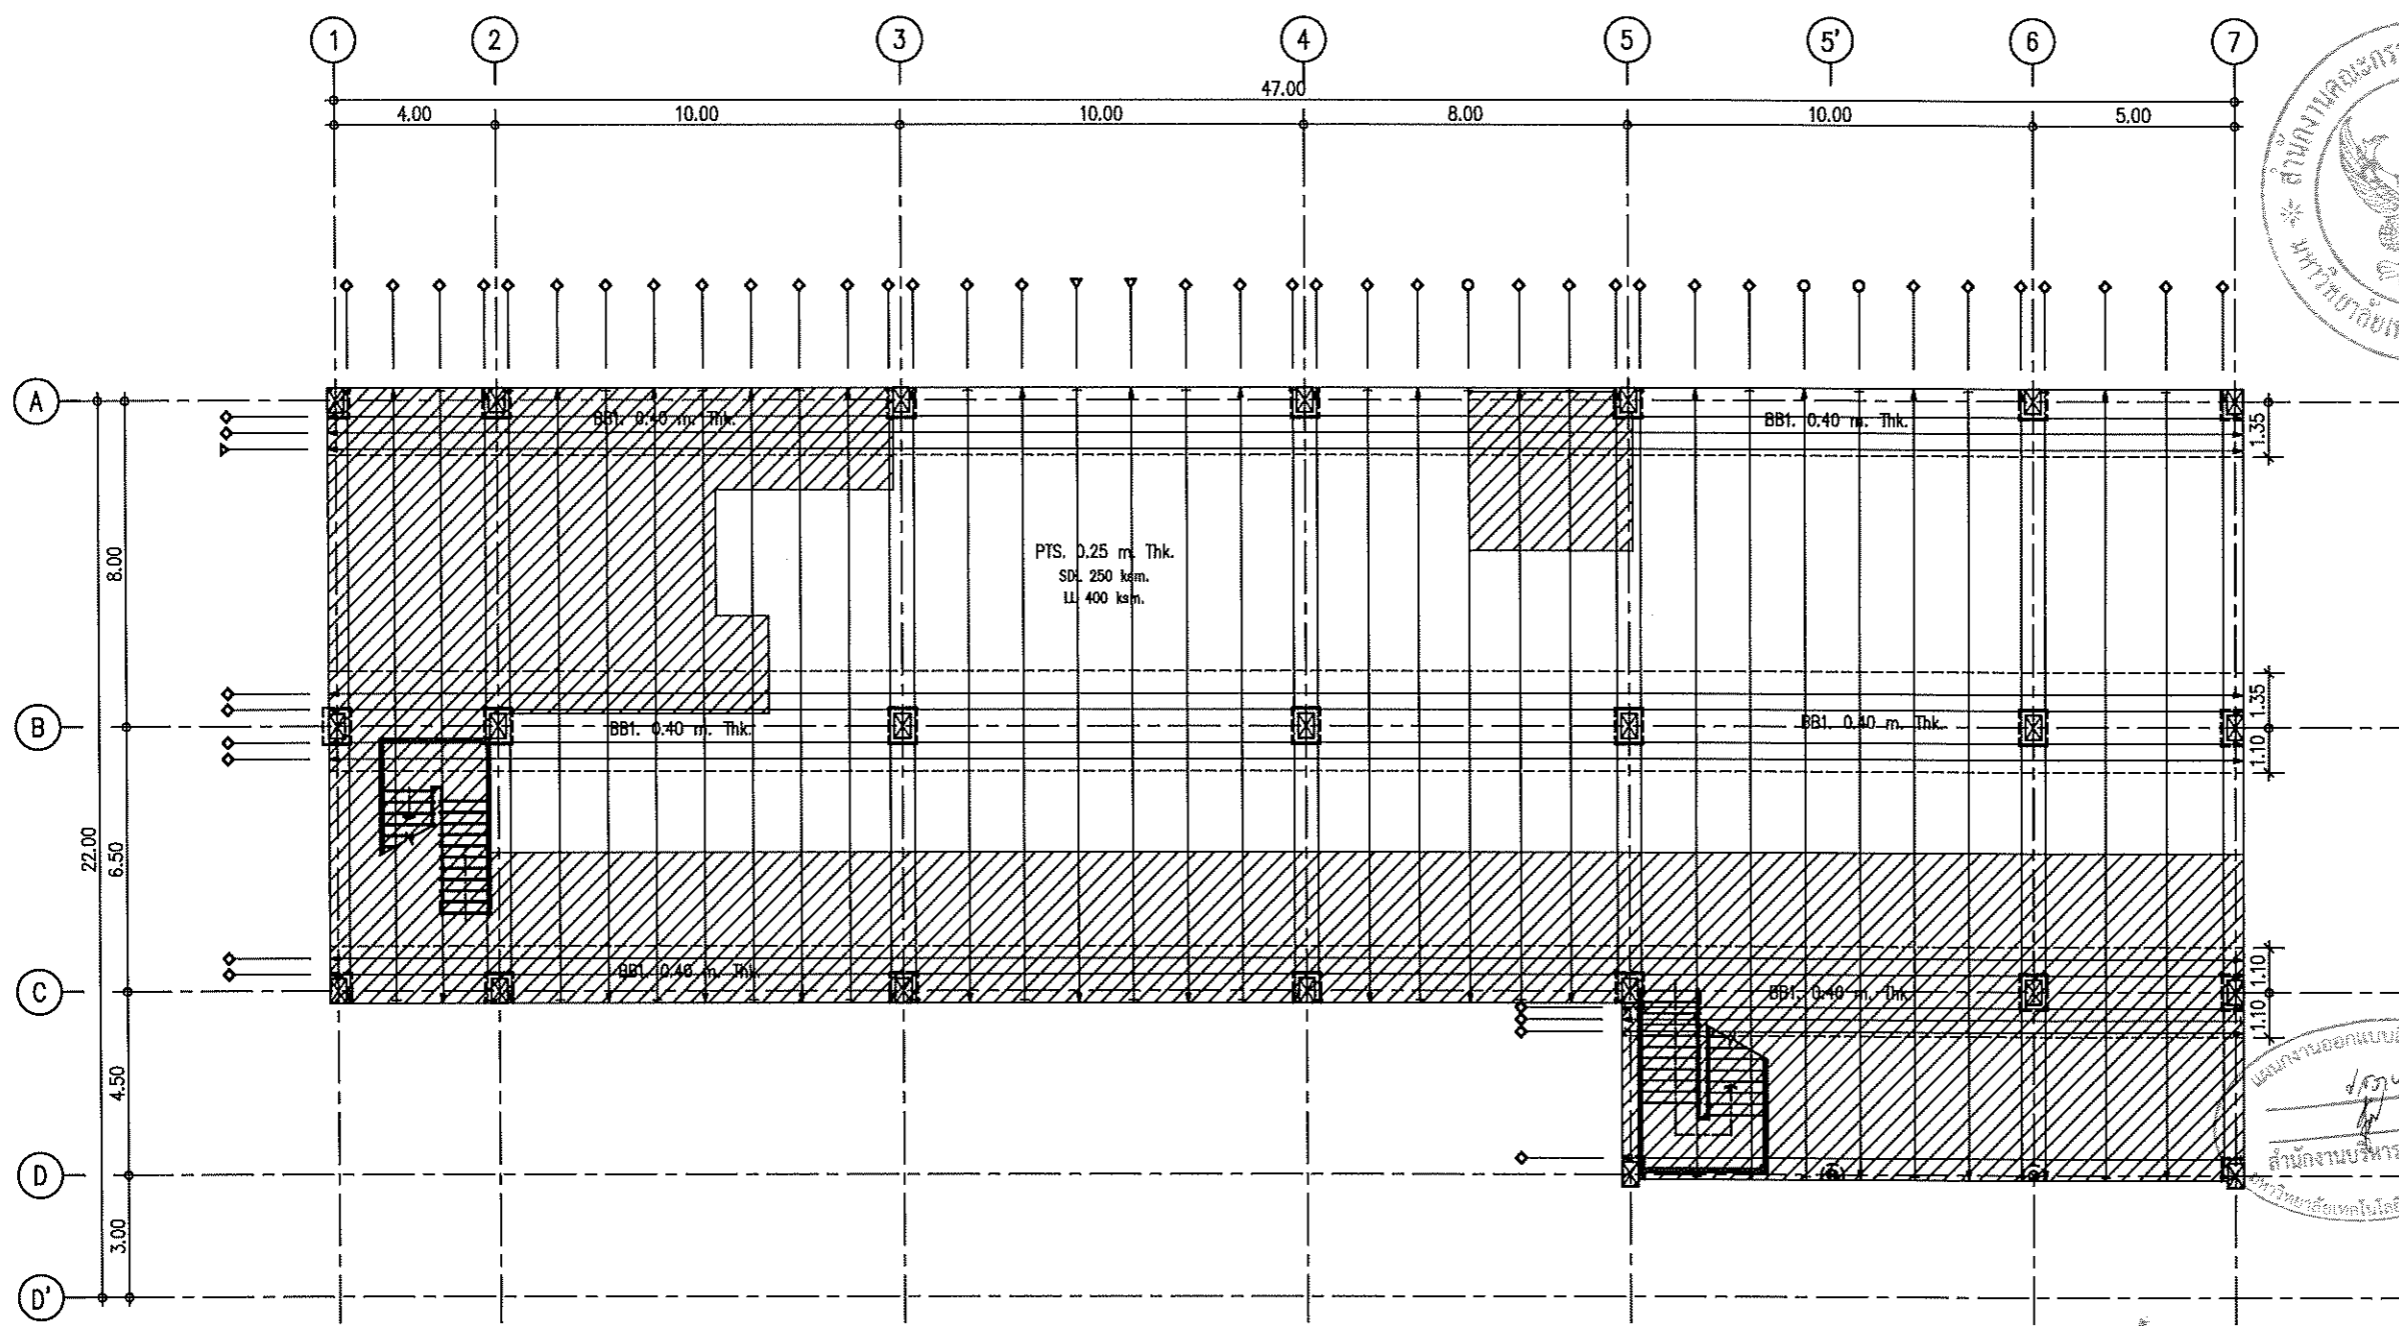 1 2 3 4 5 5' 6 7
47.00
4.00 10.00 10.00 8.00 10.00 5.00
A
BB1. 0.40 m. Thk. BB1. 0.40 m. Thk.
1.35
8.00
PTS. 0.25 m. Thk.
SDL 250 ksm.
LL 400 ksm.
1.35
B
BB1. 0.40 m. Thk. BB1. 0.40 m. Thk.
1.10
22.00
6.50
1.10
C
BB1. 0.40 m. Thk. BB1. 0.40 m. Thk.
1.10
4.50
D
3.00
D'